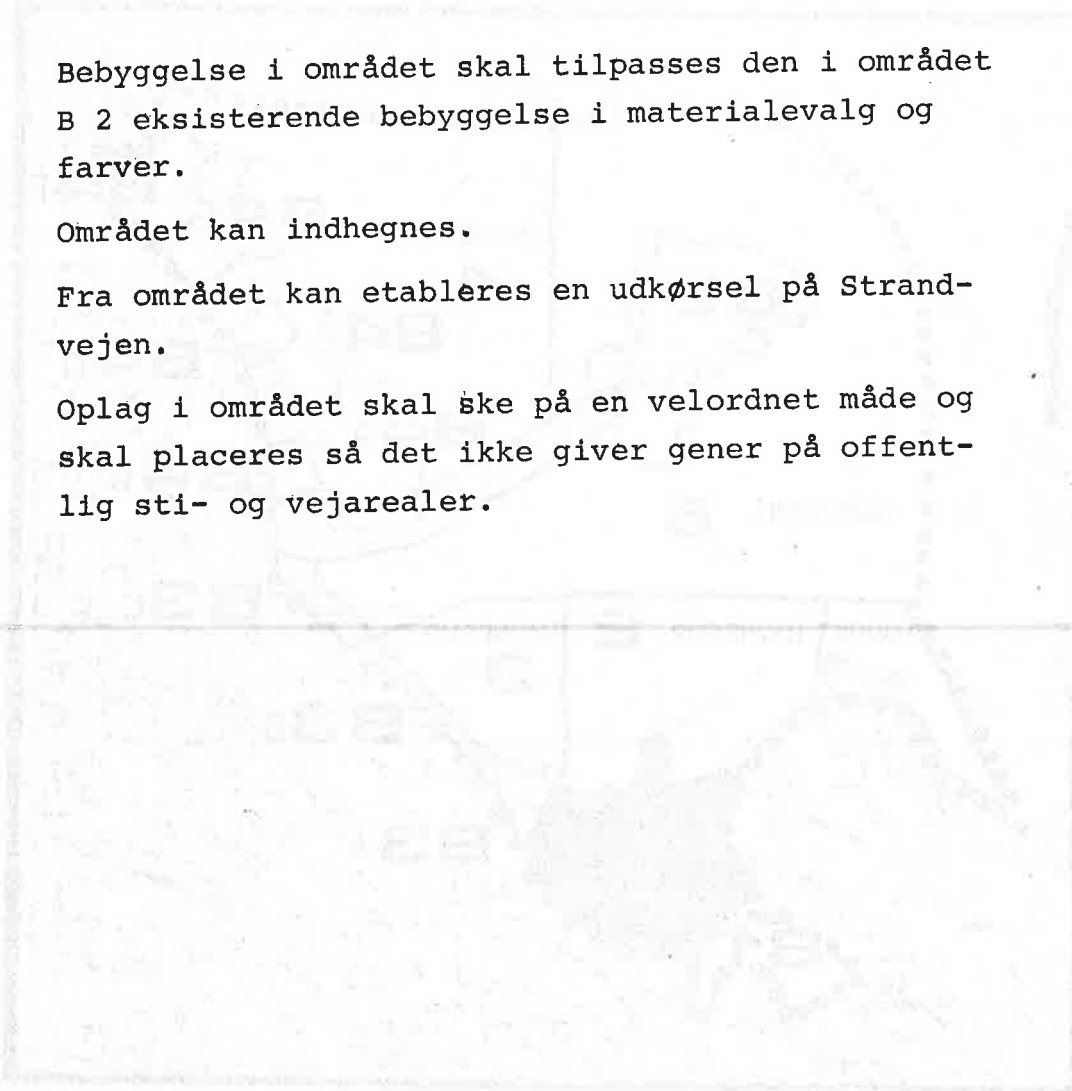 Bebyggelse i området skal tilpasses den i området
B 2 eksisterende bebyggelse i materialevalg og
farver.
Området kan indhegnes.
Fra området kan etableres en udkørsel på Strand-
vejen.
Oplag i området skal ske på en velordnet måde og
skal placeres så det ikke giver gener på offent-
lig sti- og vejarealer.